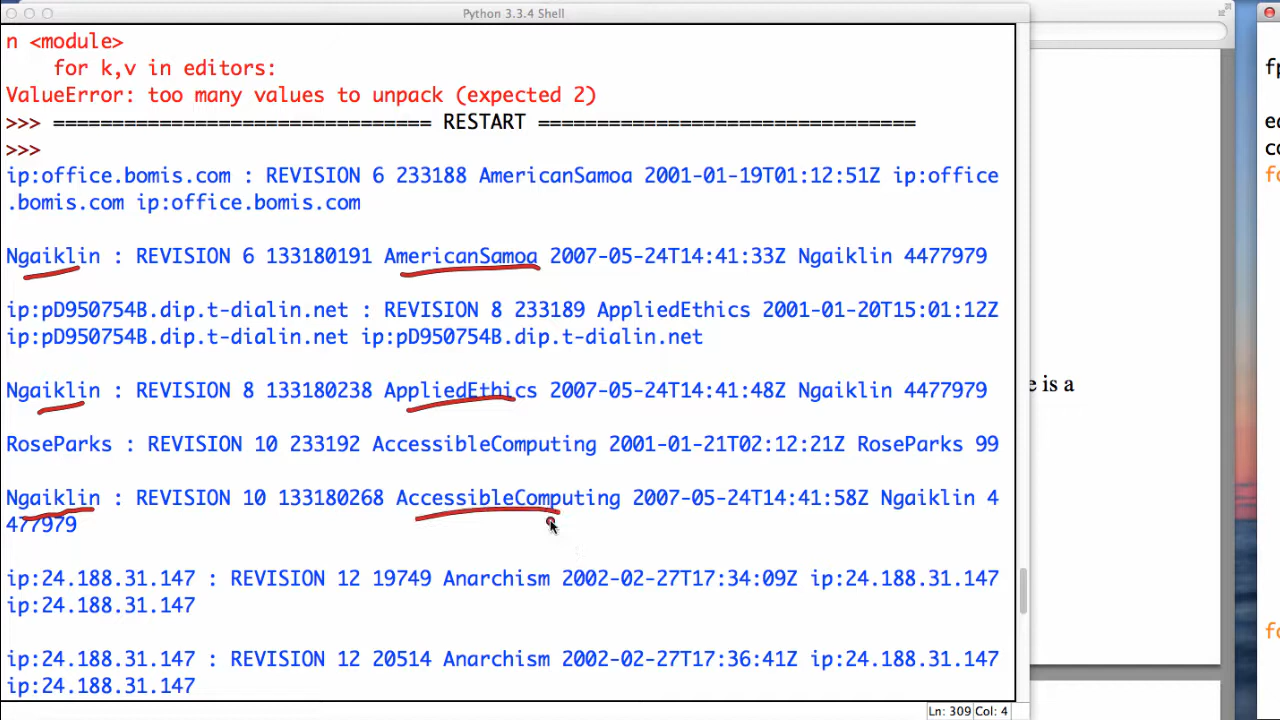 Python 3.3.4 Shell
n <module>
for k,v in editors:
ValueError: too many values to unpack (expected 2)
>>> ================================ RESTART ================================
>>>
ip:office.bomis.com : REVISION 6 233188 AmericanSamoa 2001-01-19T01:12:51Z ip:office
.bomis.com ip:office.bomis.com
Ngaiklin : REVISION 6 133180191 AmericanSamoa 2007-05-24T14:41:33Z Ngaiklin 4477979
ip:pD950754B.dip.t-dialin.net : REVISION 8 233189 AppliedEthics 2001-01-20T15:01:12Z
ip:pD950754B.dip.t-dialin.net ip:pD950754B.dip.t-dialin.net
Ngaiklin : REVISION 8 133180238 AppliedEthics 2007-05-24T14:41:48Z Ngaiklin 4477979
RoseParks : REVISION 10 233192 AccessibleComputing 2001-01-21T02:12:21Z RoseParks 99
Ngaiklin : REVISION 10 133180268 AccessibleComputing 2007-05-24T14:41:58Z Ngaiklin 4
477979
ip:24.188.31.147 : REVISION 12 19749 Anarchism 2002-02-27T17:34:09Z ip:24.188.31.147
ip:24.188.31.147
ip:24.188.31.147 : REVISION 12 20514 Anarchism 2002-02-27T17:36:41Z ip:24.188.31.147
ip:24.188.31.147
Ln: 309 Col: 4
is a